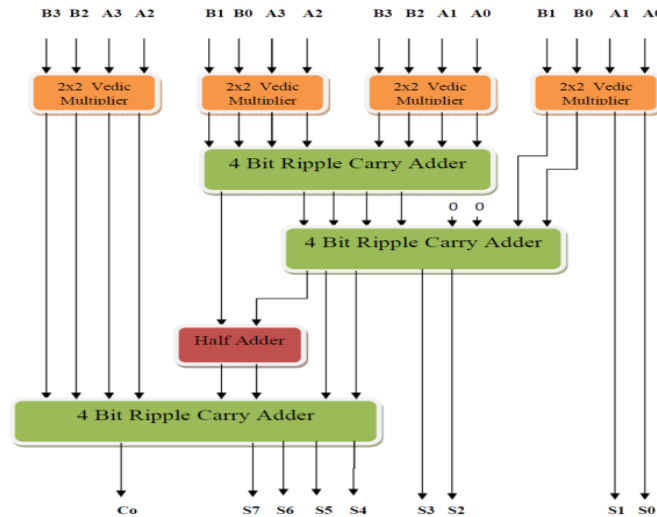 B3 B2 A3 A2 B1 B0 A3 A2 B3 B2 A1 A0 B1 B0 A1 A0
2x2 Vedic Multiplier
2x2 Vedic Multiplier
2x2 Vedic Multiplier
2x2 Vedic Multiplier
4 Bit Ripple Carry Adder
0 0
4 Bit Ripple Carry Adder
Half Adder
4 Bit Ripple Carry Adder
Co S7 S6 S5 S4 S3 S2 S1 S0